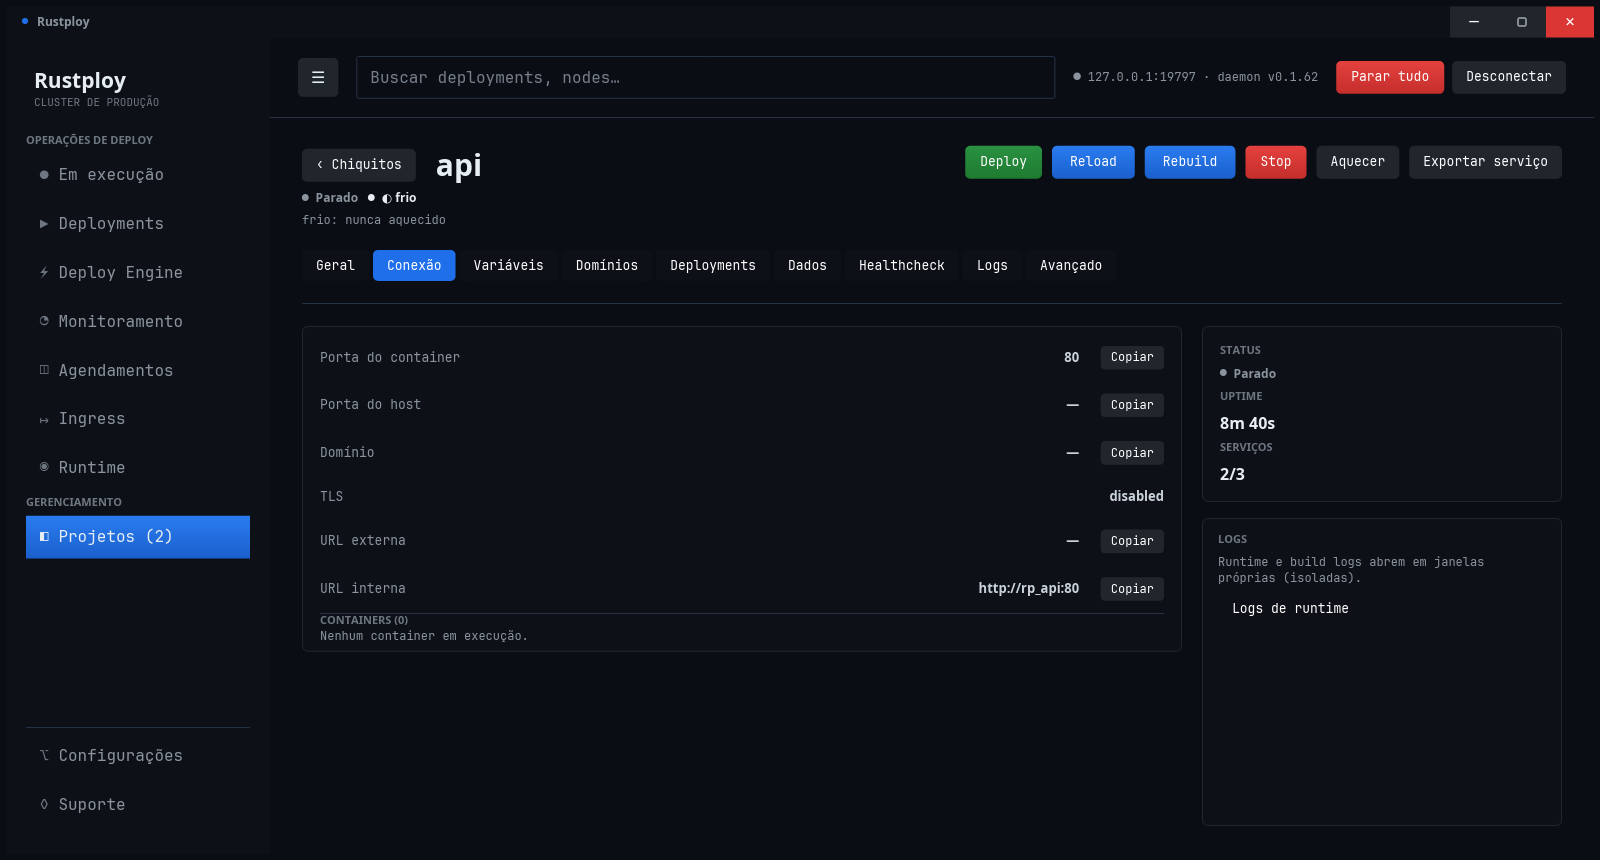 Rustploy
Rustploy
CLUSTER DE PRODUÇÃO
OPERAÇÕES DE DEPLOY
Em execução
Deployments
Deploy Engine
Monitoramento
Agendamentos
Ingress
Runtime
GERENCIAMENTO
Projetos (2)
Configurações
Suporte
Buscar deployments, nodes…
127.0.0.1:19797 · daemon v0.1.62
Parar tudo
Desconectar
‹ Chiquitos
api
Deploy
Reload
Rebuild
Stop
Aquecer
Exportar serviço
Parado
frio
frio: nunca aquecido
Geral
Conexão
Variáveis
Domínios
Deployments
Dados
Healthcheck
Logs
Avançado
Porta do container 80 Copiar
Porta do host — Copiar
Domínio — Copiar
TLS disabled
URL externa — Copiar
URL interna http://rp_api:80 Copiar
CONTAINERS (0)
Nenhum container em execução.
STATUS
Parado
UPTIME
8m 40s
SERVIÇOS
2/3
LOGS
Runtime e build logs abrem em janelas
próprias (isoladas).
Logs de runtime